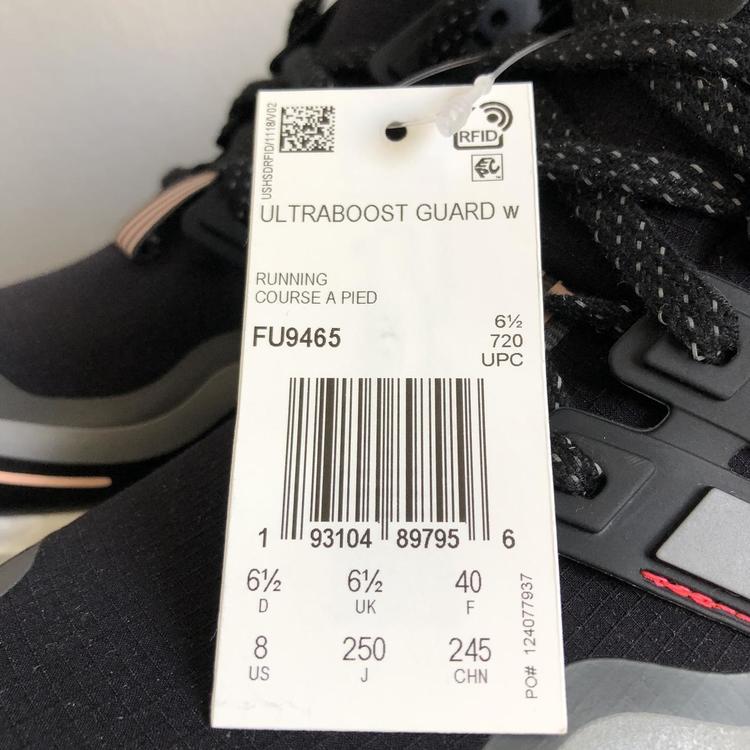 USHSDRFID/1118/V02
RFID
ULTRABOOST GUARD W
RUNNING
COURSE A PIED
FU9465
6½
720
UPC
1 93104 89795 6
6½ 6½ 40
D UK F
8 250 245
US J CHN
PO# 124077937